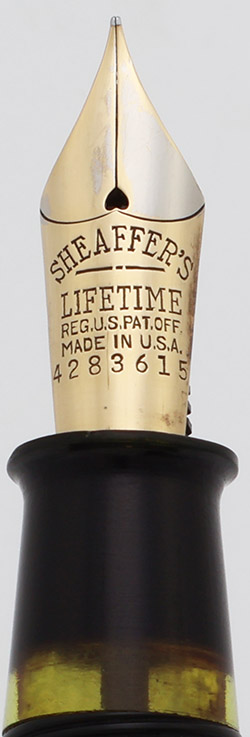 SHEAFFER'S
LIFETIME
REG.U.S.PAT.OFF.
MADE IN U.S.A.
4283615